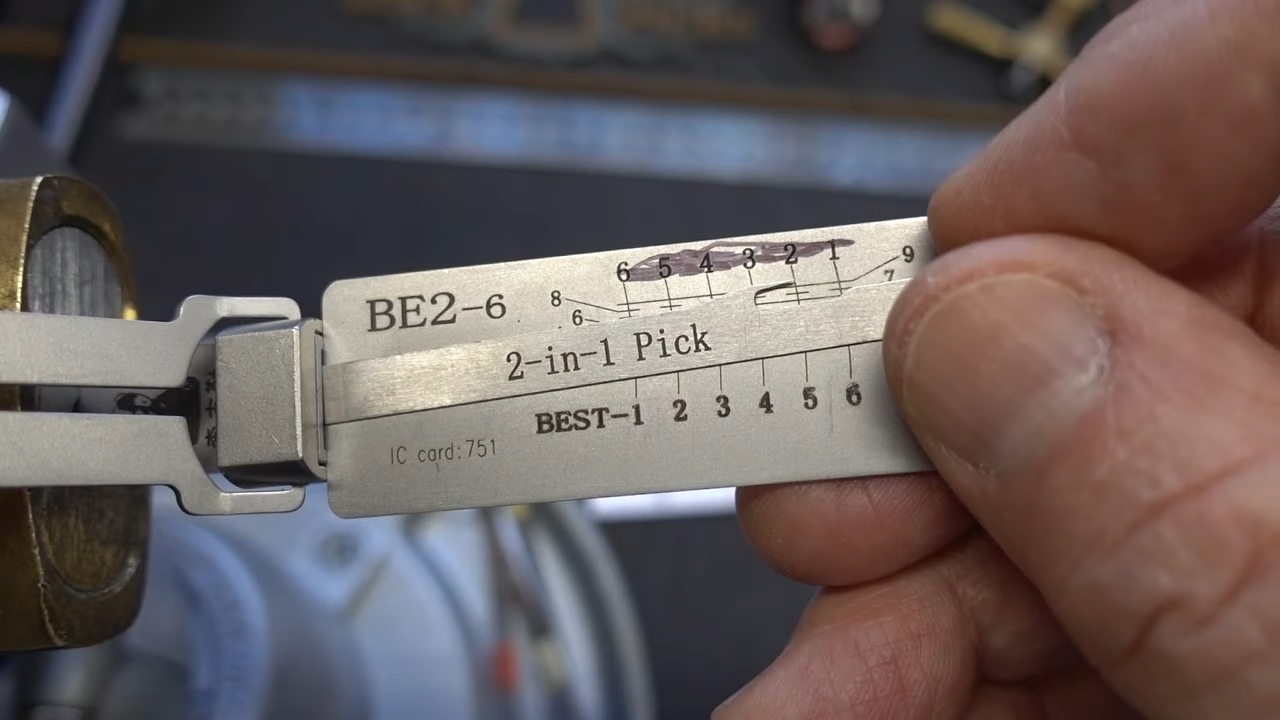 6 5 4 3 2 1 9
BE2-6 8 7
6
2-in-1 Pick
BEST-1 2 3 4 5 6
IC card:751